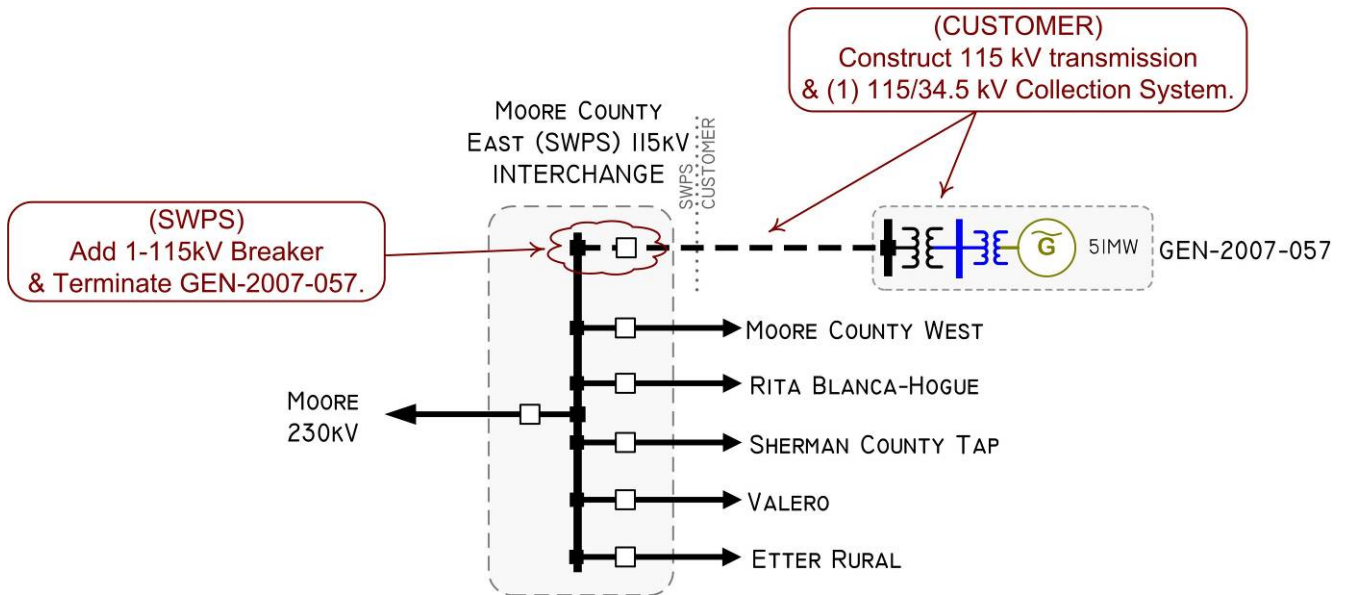 (CUSTOMER)
Construct 115 kV transmission
& (1) 115/34.5 kV Collection System.
MOORE COUNTY
EAST (SWPS) 115KV
INTERCHANGE
SWPS
CUSTOMER
(SWPS)
Add 1-115kV Breaker
& Terminate GEN-2007-057.
G
51MW
GEN-2007-057
MOORE COUNTY WEST
RITA BLANCA-HOGUE
MOORE
230KV
SHERMAN COUNTY TAP
VALERO
ETTER RURAL